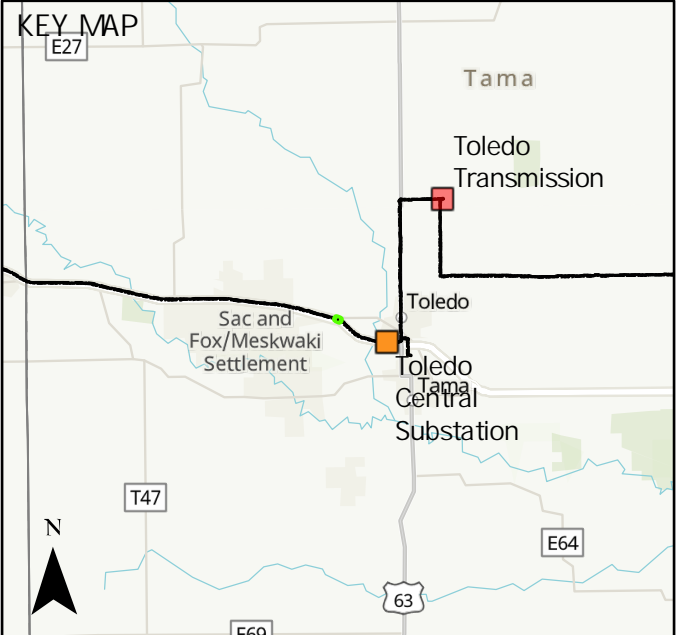 KEY MAP
E27
Tama
Toledo
Transmission
Toledo
Sac and
Fox/Meskwaki
Settlement
Toledo
Central
Substation
Tama
T47
N
E64
63
E69